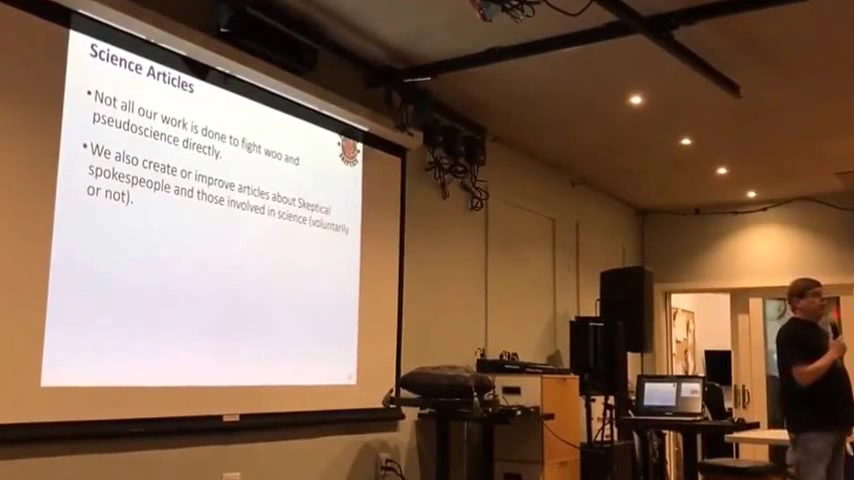 Science Articles
• Not all our work is done to fight woo and
pseudoscience directly.
• We also create or improve articles about Skeptical
spokespeople and those involved in science (voluntarily
or not).